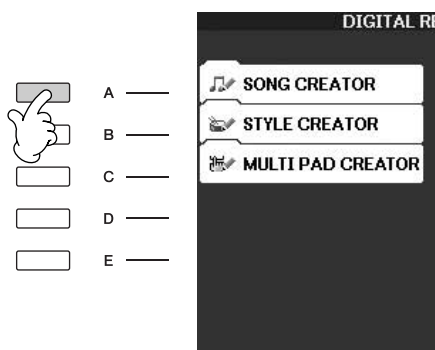 DIGITAL RE
A
SONG CREATOR
B
STYLE CREATOR
C
MULTI PAD CREATOR
D
E